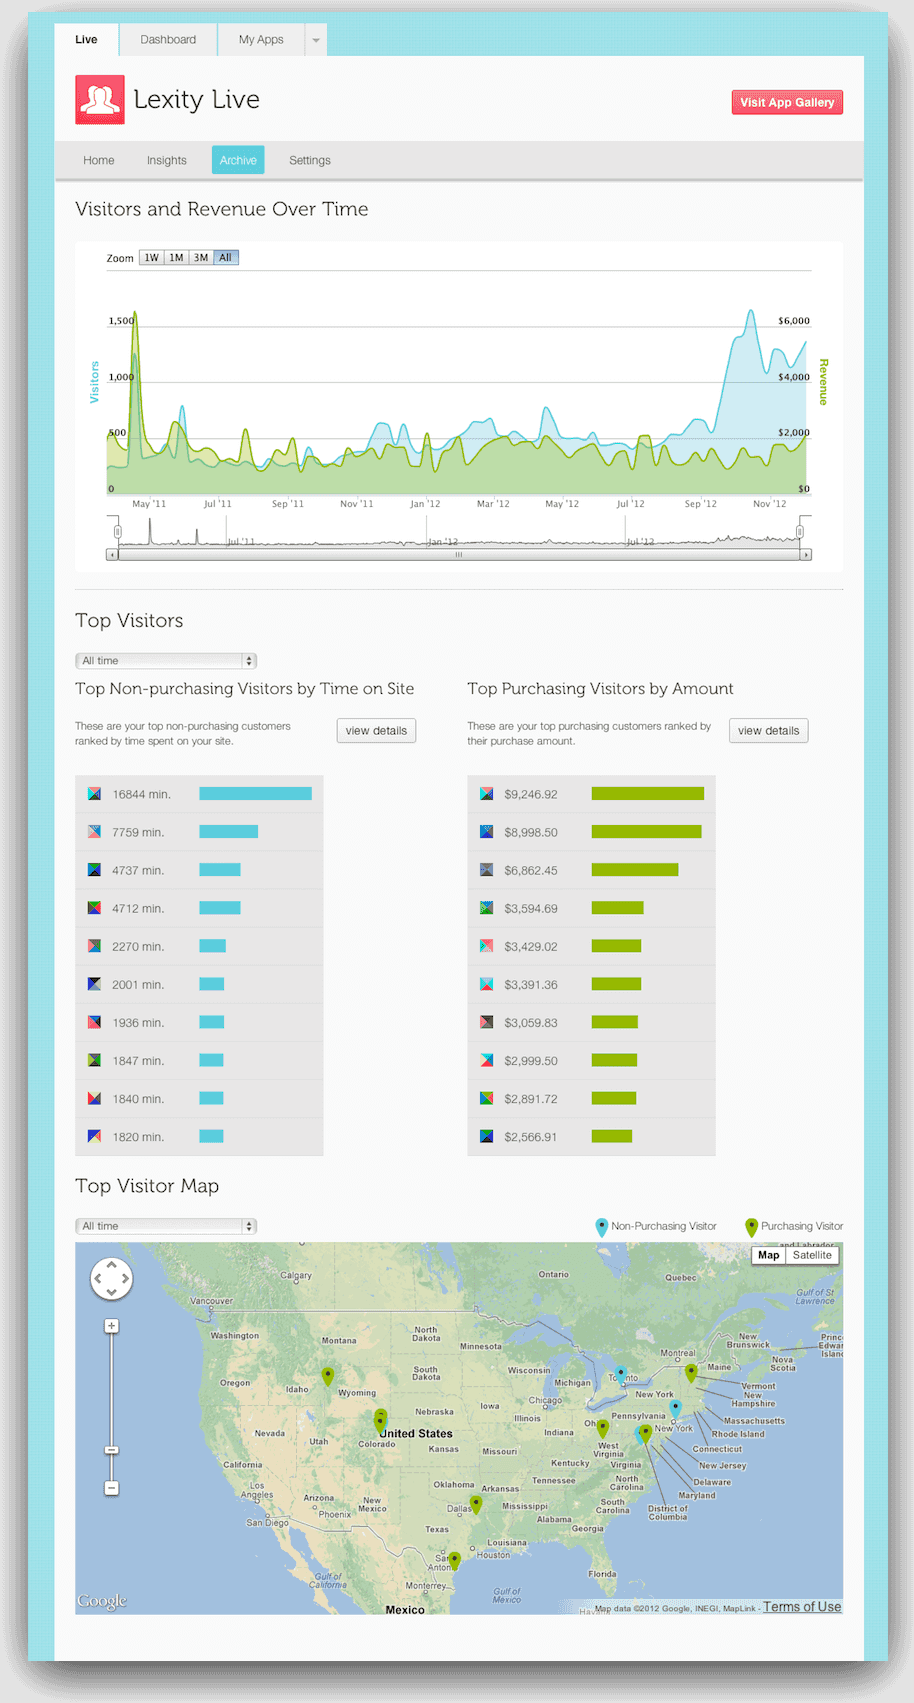 Live
Dashboard
My Apps
Lexity Live
Visit App Gallery
Home
Insights
Archive
Settings
Visitors and Revenue Over Time
Zoom 1W 1M 3M All
1,500
$6,000
1,000
$4,000
500
$2,000
0
$0
Visitors
Revenue
May '11 Jul '11 Sep '11 Nov '11 Jan '12 Mar '12 May '12 Jul '12 Sep '12 Nov '12
Jul '11 Jan '12 Jul '12
Top Visitors
All time
Top Non-purchasing Visitors by Time on Site
These are your top non-purchasing customers
ranked by time spent on your site.
view details
16844 min.
7759 min.
4737 min.
4712 min.
2270 min.
2001 min.
1936 min.
1847 min.
1840 min.
1820 min.
Top Purchasing Visitors by Amount
These are your top purchasing customers ranked by
their purchase amount.
view details
$9,246.92
$8,998.50
$6,862.45
$3,594.69
$3,429.02
$3,391.36
$3,059.83
$2,999.50
$2,891.72
$2,566.91
Top Visitor Map
All time
Non-Purchasing Visitor
Purchasing Visitor
Map
Satellite
Calgary
Ontario
Quebec
Gulf of St
Lawrence
Vancouver
Washington
Montana
North
Dakota
Minnesota
Montreal
New
Brunswick
Nova
Scotia
Maine
Oregon
Idaho
Wyoming
South
Dakota
Wisconsin
Michigan
Toronto
Vermont
New
Hampshire
New York
Nebraska
Iowa
Chicago
Illinois
Indiana
Pennsylvania
New York
Massachusetts
Rhode Island
Connecticut
New Jersey
Delaware
Maryland
District of
Columbia
Nevada
Utah
Colorado
United States
Kansas
Missouri
West
Virginia
Virginia
Kentucky
California
Los
Angeles
San Diego
Arizona
Phoenix
New
Mexico
Oklahoma
Arkansas
Tennessee
North
Carolina
South
Carolina
Dallas
Mississippi
Alabama
Georgia
Texas
Louisiana
Houston
San
Antonio
Florida
Gulf of
California
Monterrey
Gulf of
Mexico
Mexico
Google
Map data ©2012 Google, INEGI, MapLink - Terms of Use